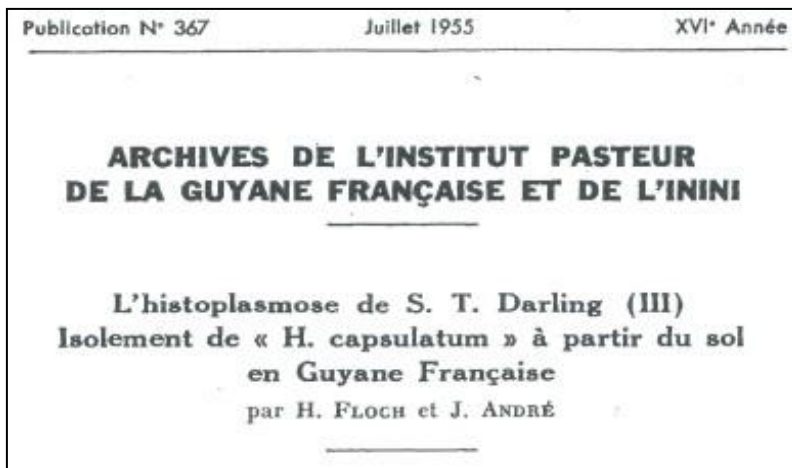 Publication N° 367 Juillet 1955 XVIe Année
ARCHIVES DE L'INSTITUT PASTEUR
DE LA GUYANE FRANÇAISE ET DE L'ININI
L'histoplasmose de S. T. Darling (III)
Isolement de « H. capsulatum » à partir du sol
en Guyane Française
par H. FLOCH et J. ANDRÉ